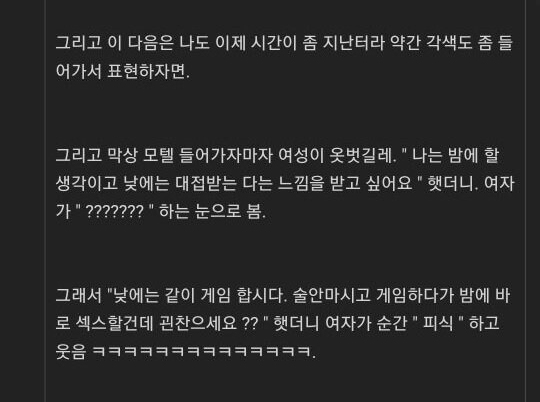 그리고 이 다음은 나도 이제 시간이 좀 지난터라 약간 각색도 좀 들
어가서 표현하자면.
그리고 막상 모텔 들어가자마자 여성이 옷벗길레. " 나는 밤에 할
생각이고 낮에는 대접받는 다는 느낌을 받고 싶어요 " 햇더니. 여자
가 " ??????? " 하는 눈으로 봄.
그래서 "낮에는 같이 게임 합시다. 술안마시고 게임하다가 밤에 바
로 섹스할건데 괸찬으세요 ?? " 햇더니 여자가 순간 " 피식 " 하고
웃음 ㅋㅋㅋㅋㅋㅋㅋㅋㅋㅋㅋㅋㅋㅋ.